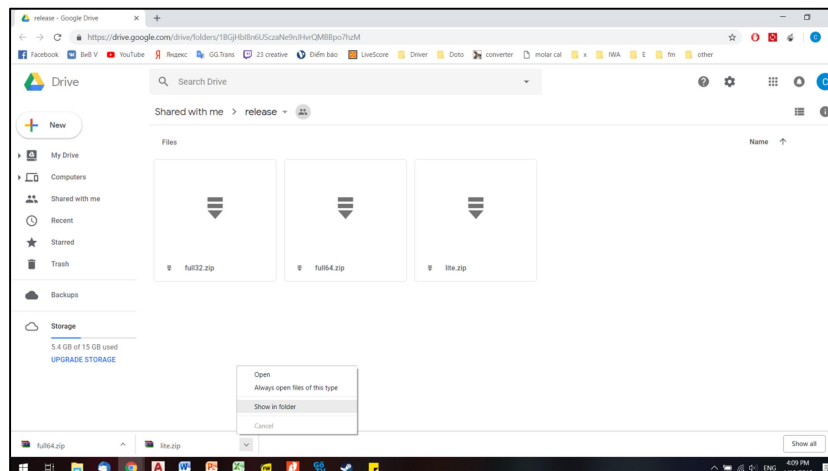 release - Google Drive
https://drive.google.com/drive/folders/1BGjHbl8n6USczaNe9nJHvrQMBBpo7hzM
Facebook BиB V YouTube Яндекс GG.Trans 23 creative Điểm báo LiveScore Driver Doto converter molar cal x IWA E fm other
Drive
Search Drive
Shared with me > release
New
Files
Name
My Drive
Computers
Shared with me
Recent
Starred
Trash
full32.zip
full64.zip
lite.zip
Backups
Storage
5.4 GB of 15 GB used
UPGRADE STORAGE
Open
Always open files of this type
Show in folder
Cancel
full64.zip
lite.zip
Show all
ENG
4:09 PM